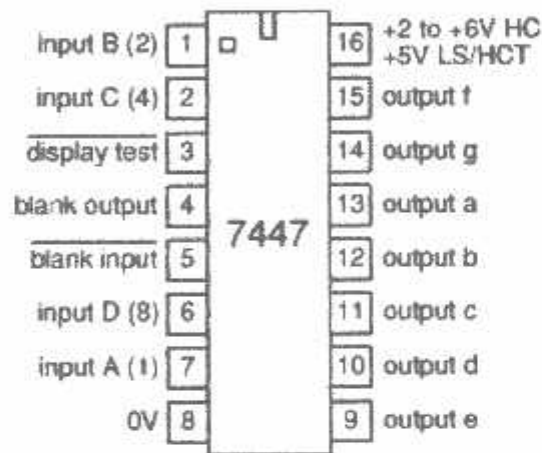 input B (2) 1
input C (4) 2
display test 3
blank output 4
blank input 5
input D (8) 6
input A (1) 7
0V 8
7447
16 +2 to +6V HC
+5V LS/HCT
15 output f
14 output g
13 output a
12 output b
11 output c
10 output d
9 output e